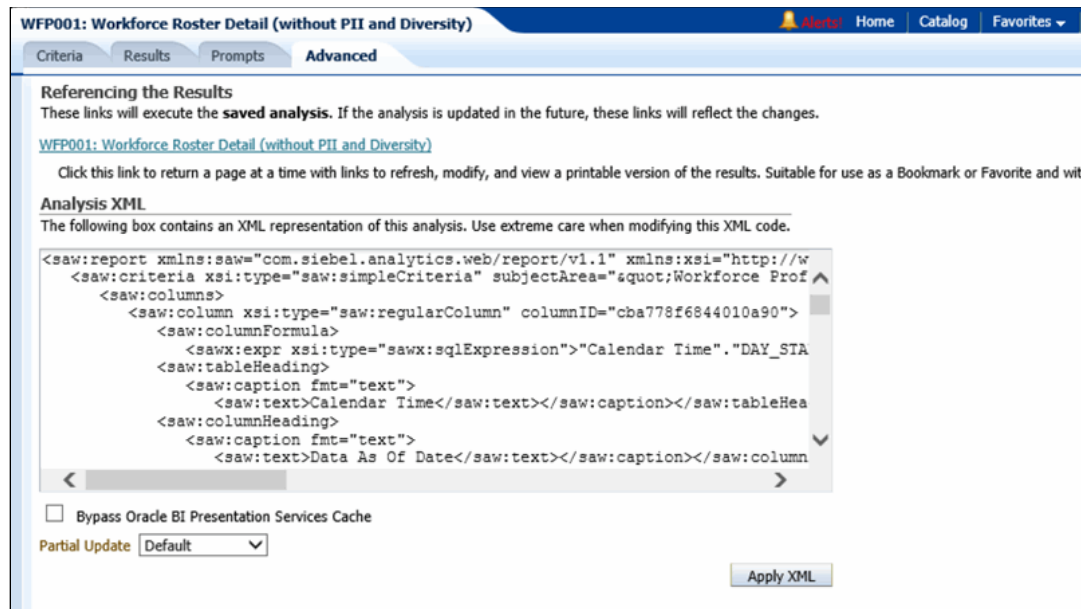 WFP001: Workforce Roster Detail (without PII and Diversity)
Alerts! Home Catalog Favorites
Criteria Results Prompts Advanced
Referencing the Results
These links will execute the saved analysis. If the analysis is updated in the future, these links will reflect the changes.
WFP001: Workforce Roster Detail (without PII and Diversity)
Click this link to return a page at a time with links to refresh, modify, and view a printable version of the results. Suitable for use as a Bookmark or Favorite and wit
Analysis XML
The following box contains an XML representation of this analysis. Use extreme care when modifying this XML code.
<saw:report xmlns:saw="com.siebel.analytics.web/report/v1.1" xmlns:xsi="http://w
<saw:criteria xsi:type="saw:simpleCriteria" subjectArea="&quot;Workforce Prof
<saw:columns>
<saw:column xsi:type="saw:regularColumn" columnID="cba778f6844010a90">
<saw:columnFormula>
<sawx:expr xsi:type="sawx:sqlExpression">"Calendar Time"."DAY_STA
<saw:tableHeading>
<saw:caption fmt="text">
<saw:text>Calendar Time</saw:text></saw:caption></saw:tableHea
<saw:columnHeading>
<saw:caption fmt="text">
<saw:text>Data As Of Date</saw:text></saw:caption></saw:column
Bypass Oracle BI Presentation Services Cache
Partial Update Default
Apply XML